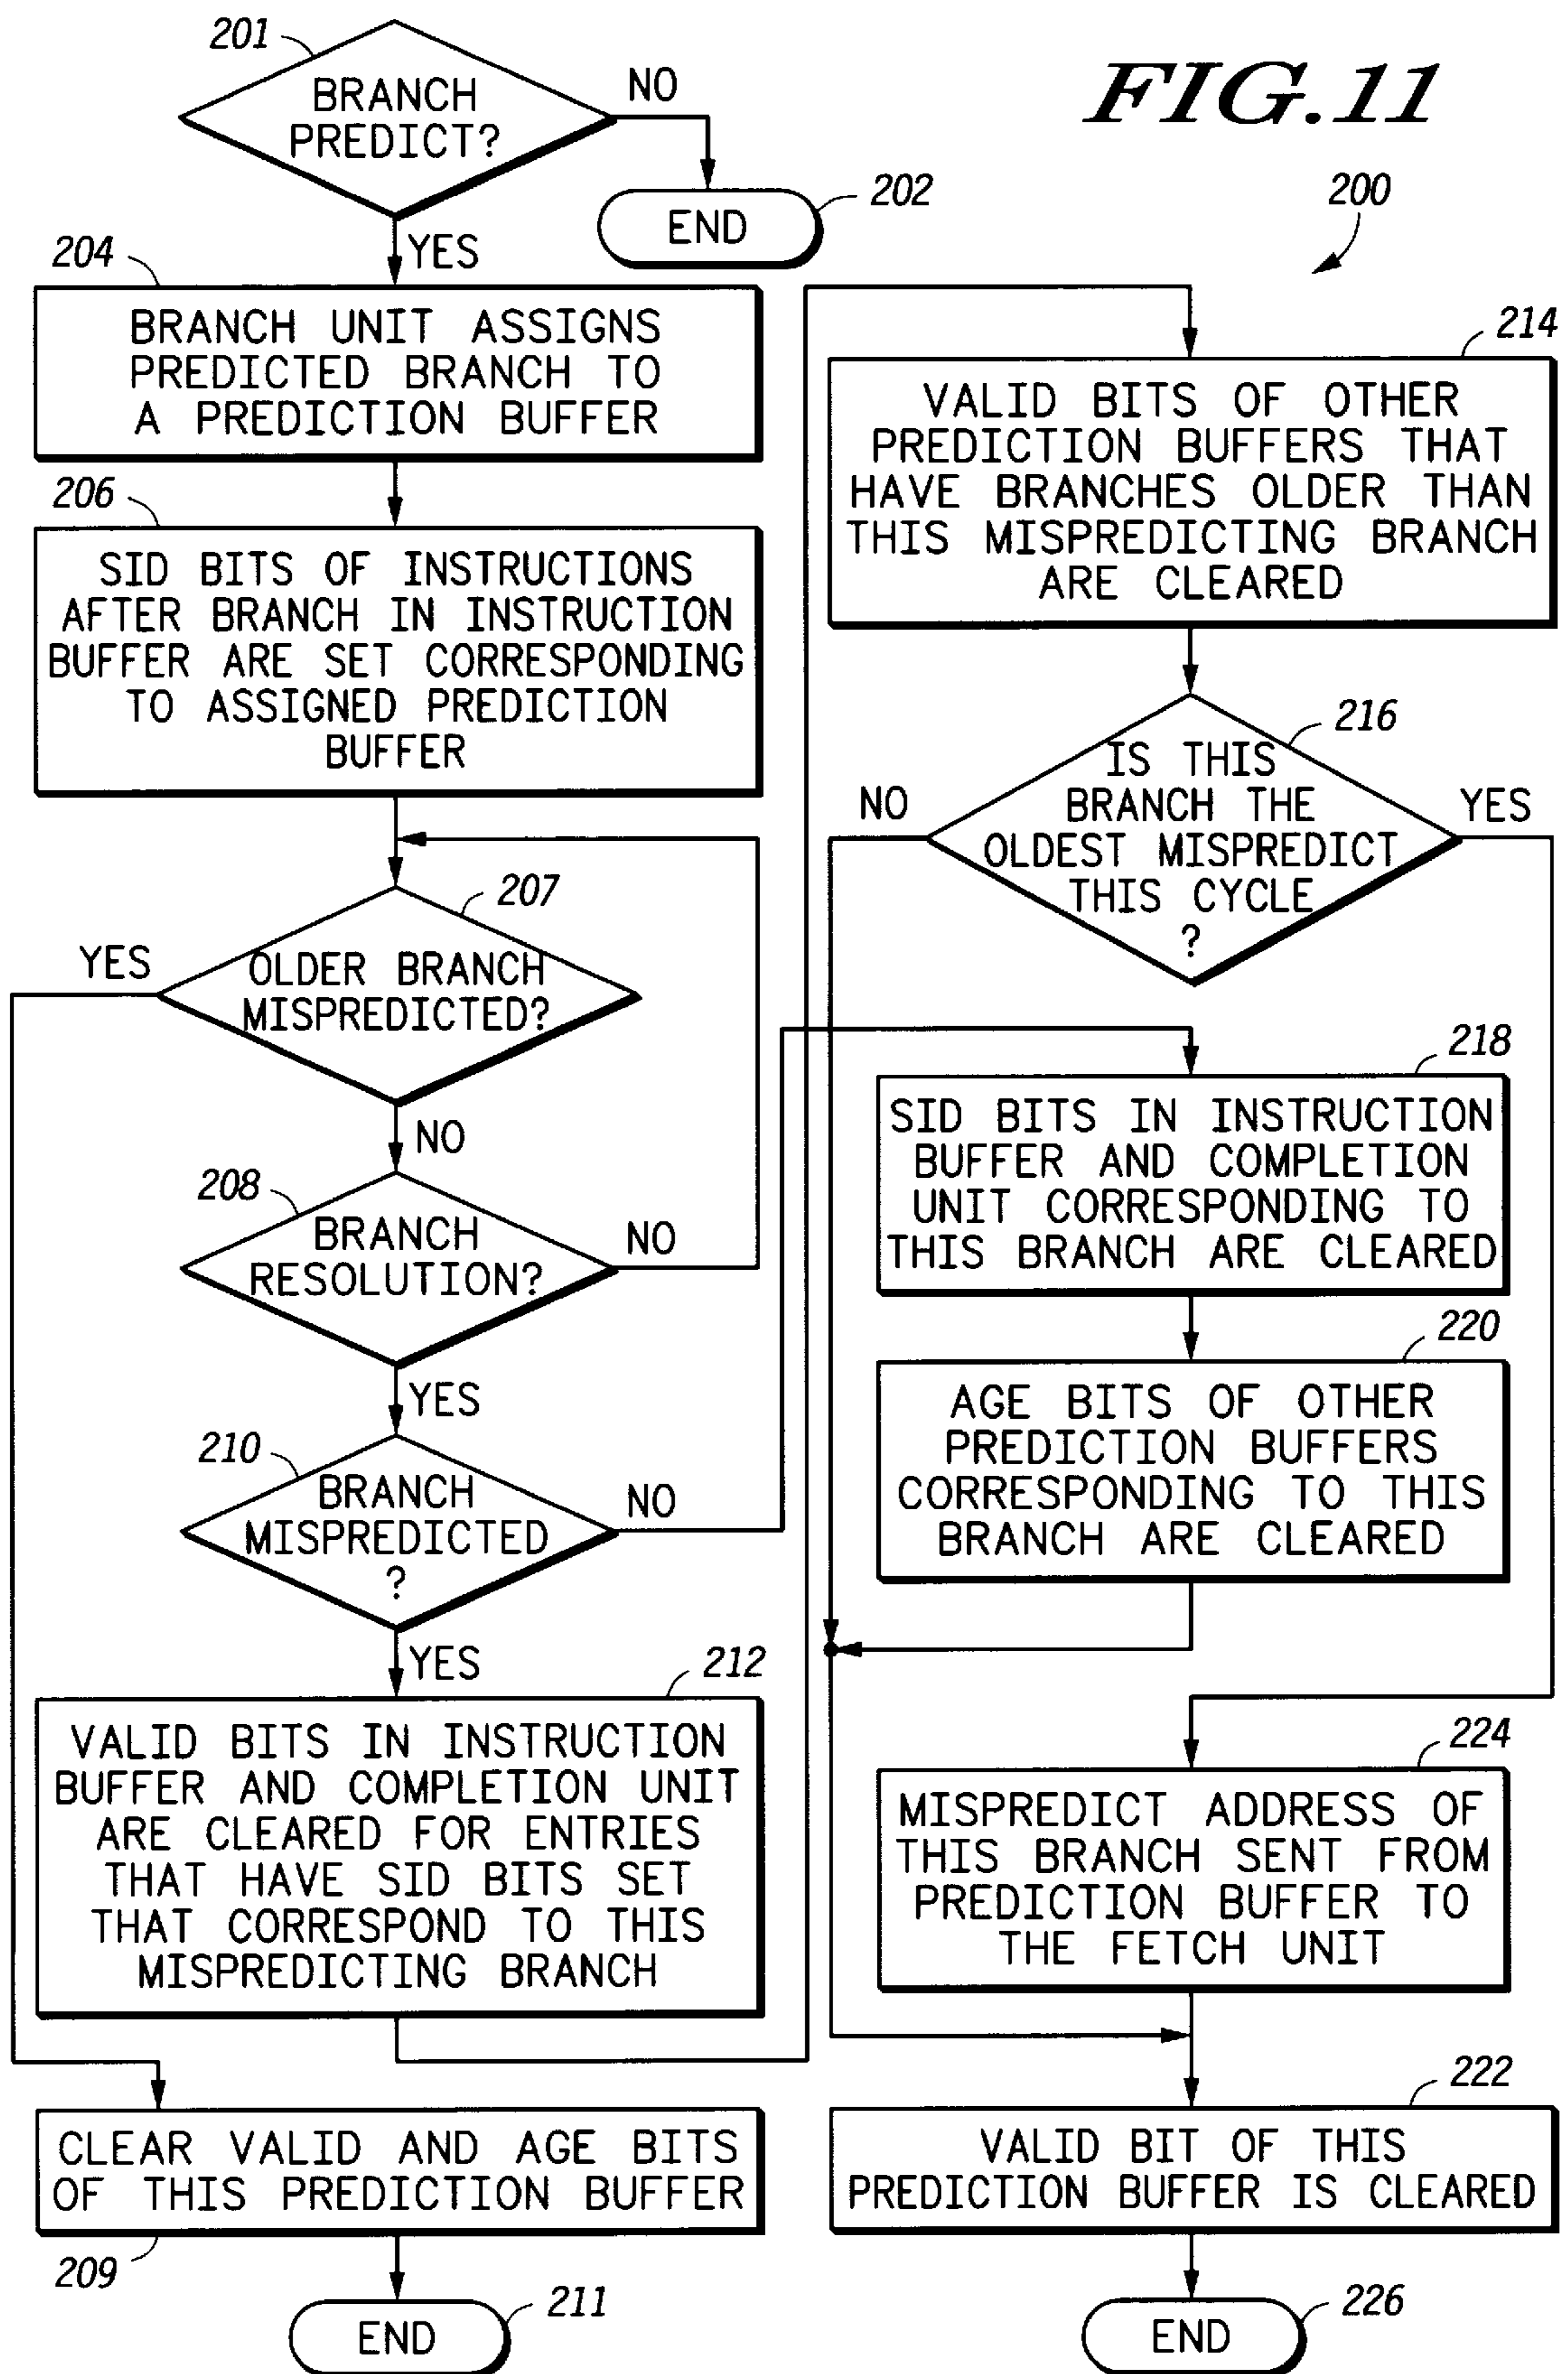 FIG.11
200
201
BRANCH
PREDICT?
NO
END
202
YES
204
BRANCH UNIT ASSIGNS
PREDICTED BRANCH TO
A PREDICTION BUFFER
206
SID BITS OF INSTRUCTIONS
AFTER BRANCH IN INSTRUCTION
BUFFER ARE SET CORRESPONDING
TO ASSIGNED PREDICTION
BUFFER
207
YES
OLDER BRANCH
MISPREDICTED?
NO
208
BRANCH
RESOLUTION?
NO
YES
210
BRANCH
MISPREDICTED
?
NO
YES
212
VALID BITS IN INSTRUCTION
BUFFER AND COMPLETION UNIT
ARE CLEARED FOR ENTRIES
THAT HAVE SID BITS SET
THAT CORRESPOND TO THIS
MISPREDICTING BRANCH
CLEAR VALID AND AGE BITS
OF THIS PREDICTION BUFFER
209
END
211
214
VALID BITS OF OTHER
PREDICTION BUFFERS THAT
HAVE BRANCHES OLDER THAN
THIS MISPREDICTING BRANCH
ARE CLEARED
216
NO
IS THIS
BRANCH THE
OLDEST MISPREDICT
THIS CYCLE
?
YES
218
SID BITS IN INSTRUCTION
BUFFER AND COMPLETION
UNIT CORRESPONDING TO
THIS BRANCH ARE CLEARED
220
AGE BITS OF OTHER
PREDICTION BUFFERS
CORRESPONDING TO THIS
BRANCH ARE CLEARED
224
MISPREDICT ADDRESS OF
THIS BRANCH SENT FROM
PREDICTION BUFFER TO
THE FETCH UNIT
222
VALID BIT OF THIS
PREDICTION BUFFER IS CLEARED
END
226